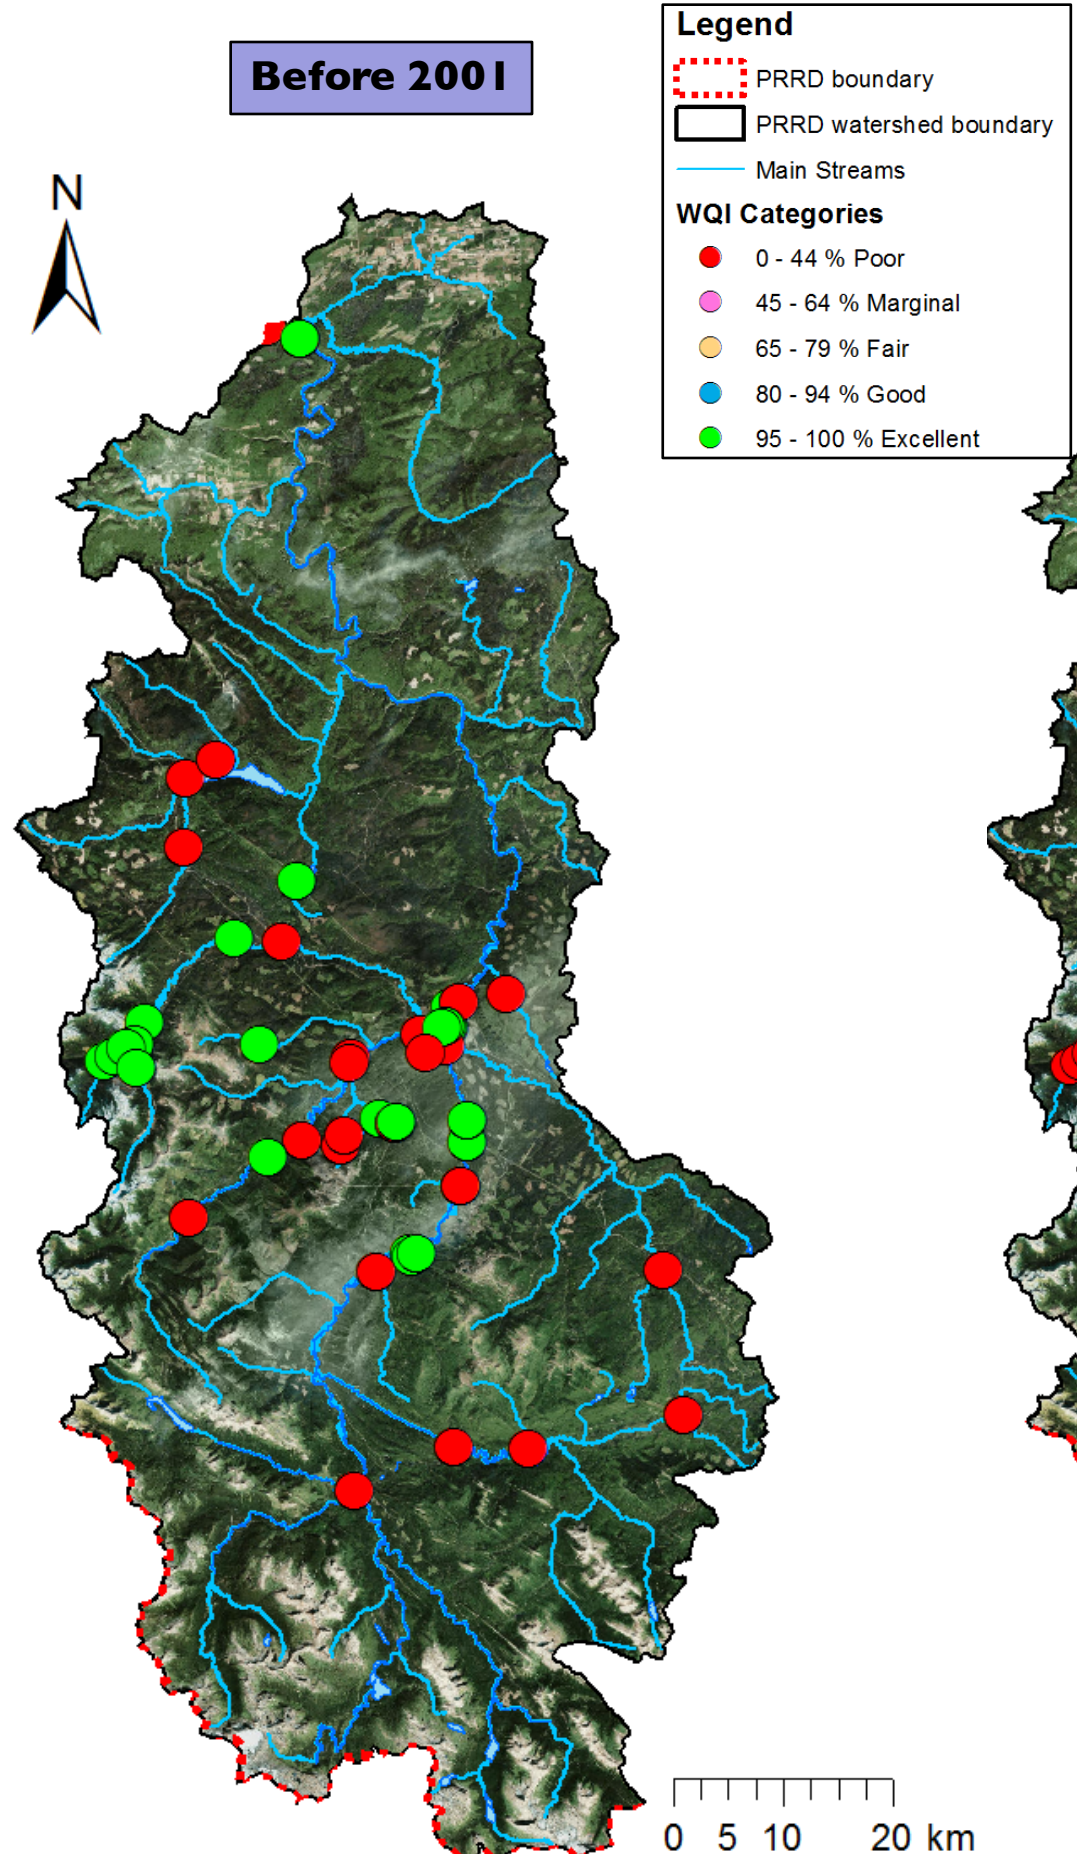 Before 2001
Legend
PRRD boundary
PRRD watershed boundary
Main Streams
WQI Categories
0 - 44 % Poor
45 - 64 % Marginal
65 - 79 % Fair
80 - 94 % Good
95 - 100 % Excellent
N
0 5 10 20 km